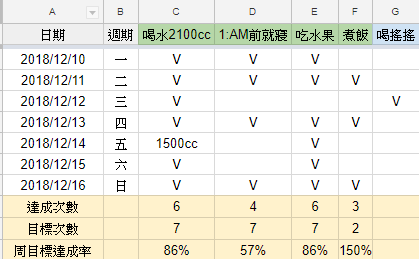 A B C D E F G
日期 週期 喝水2100cc 1:AM前就寢 吃水果 煮飯 喝搖搖
2018/12/10 一 V V V
2018/12/11 二 V V V V
2018/12/12 三 V V
2018/12/13 四 V V V V
2018/12/14 五 1500cc V
2018/12/15 六 V V
2018/12/16 日 V V V V
達成次數 6 4 6 3
目標次數 7 7 7 2
周目標達成率 86% 57% 86% 150%